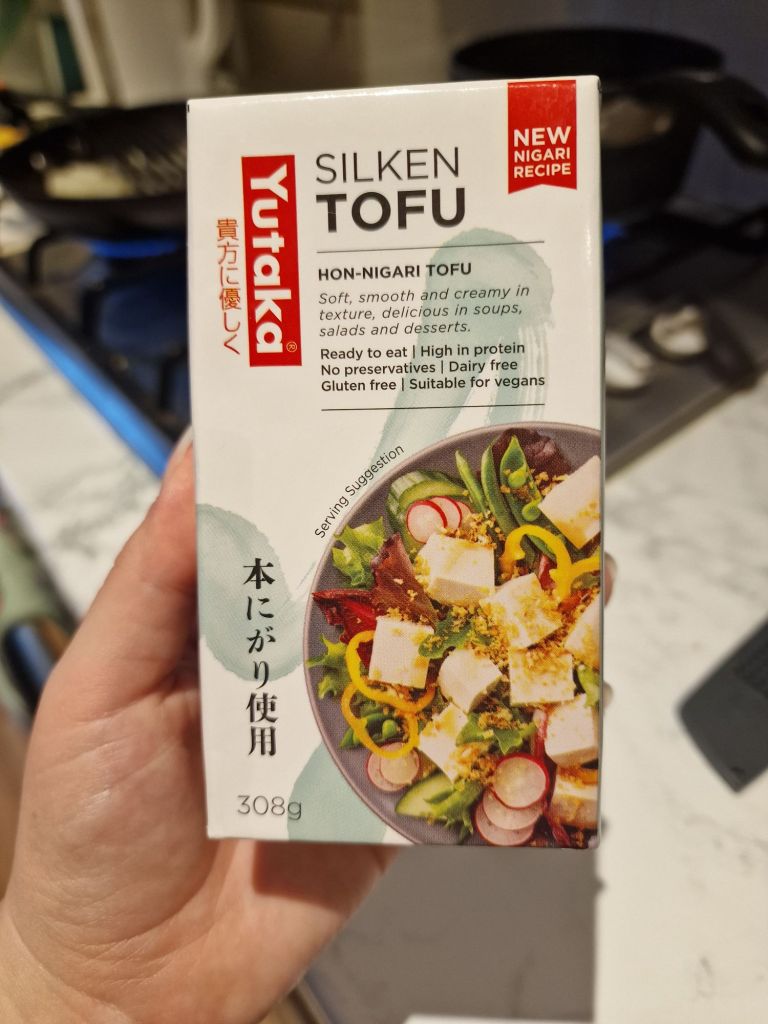 SILKEN
TOFU
NEW
NIGARI
RECIPE
Yutaka®
貴方に優しく
HON-NIGARI TOFU
Soft, smooth and creamy in
texture, delicious in soups,
salads and desserts.
Ready to eat | High in protein
No preservatives | Dairy free
Gluten free | Suitable for vegans
Serving Suggestion
本にがり使用
308g